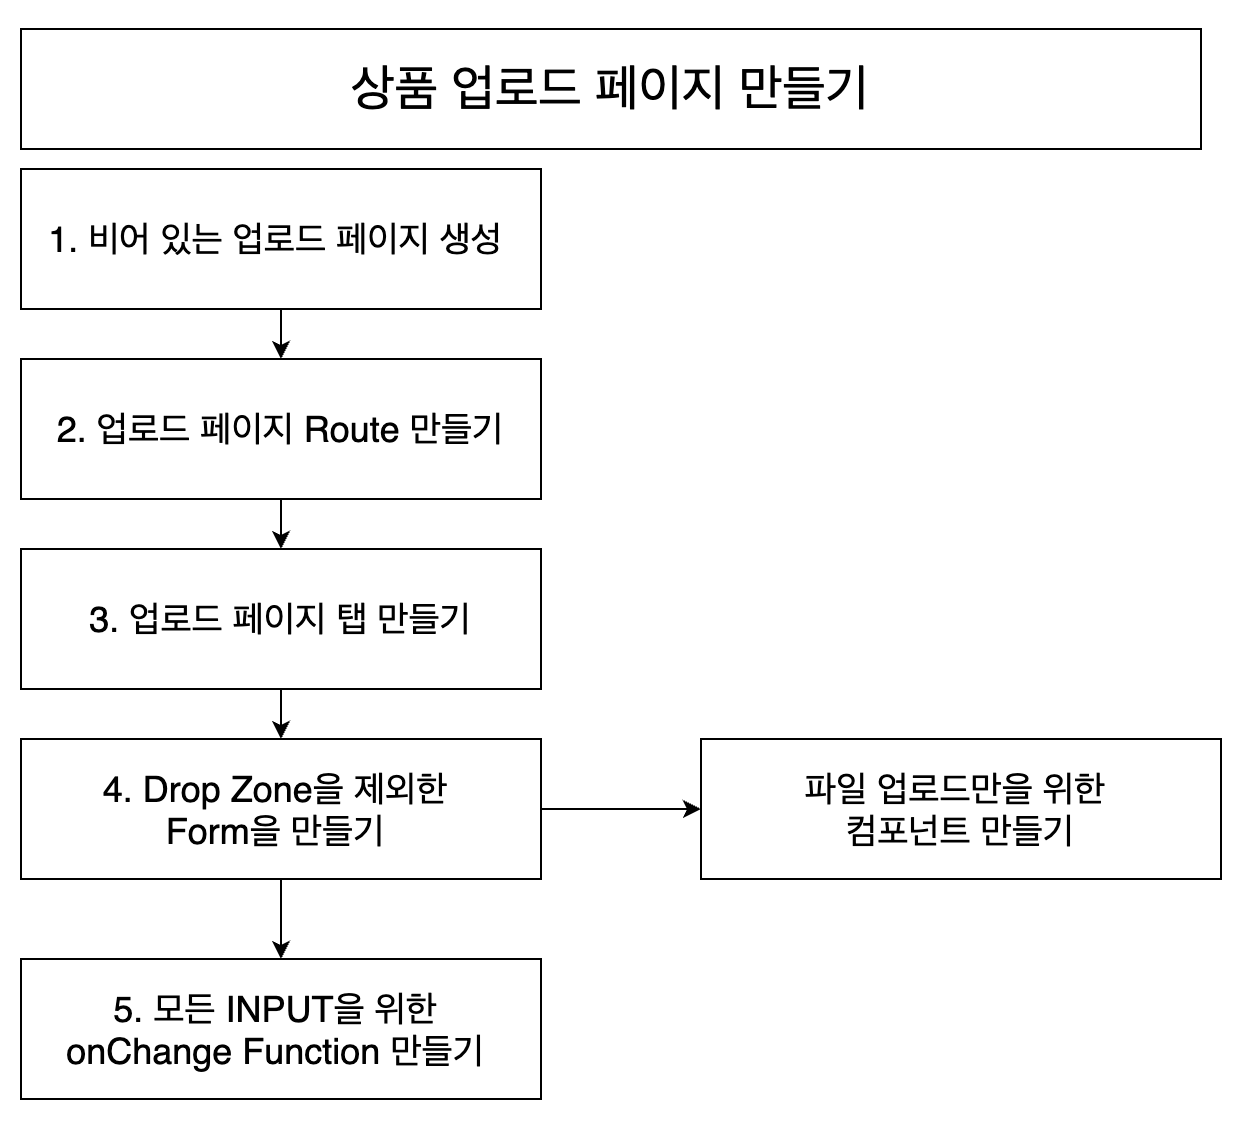 상품 업로드 페이지 만들기
1. 비어 있는 업로드 페이지 생성
2. 업로드 페이지 Route 만들기
3. 업로드 페이지 탭 만들기
4. Drop Zone을 제외한
Form을 만들기
파일 업로드만을 위한
컴포넌트 만들기
5. 모든 INPUT을 위한
onChange Function 만들기